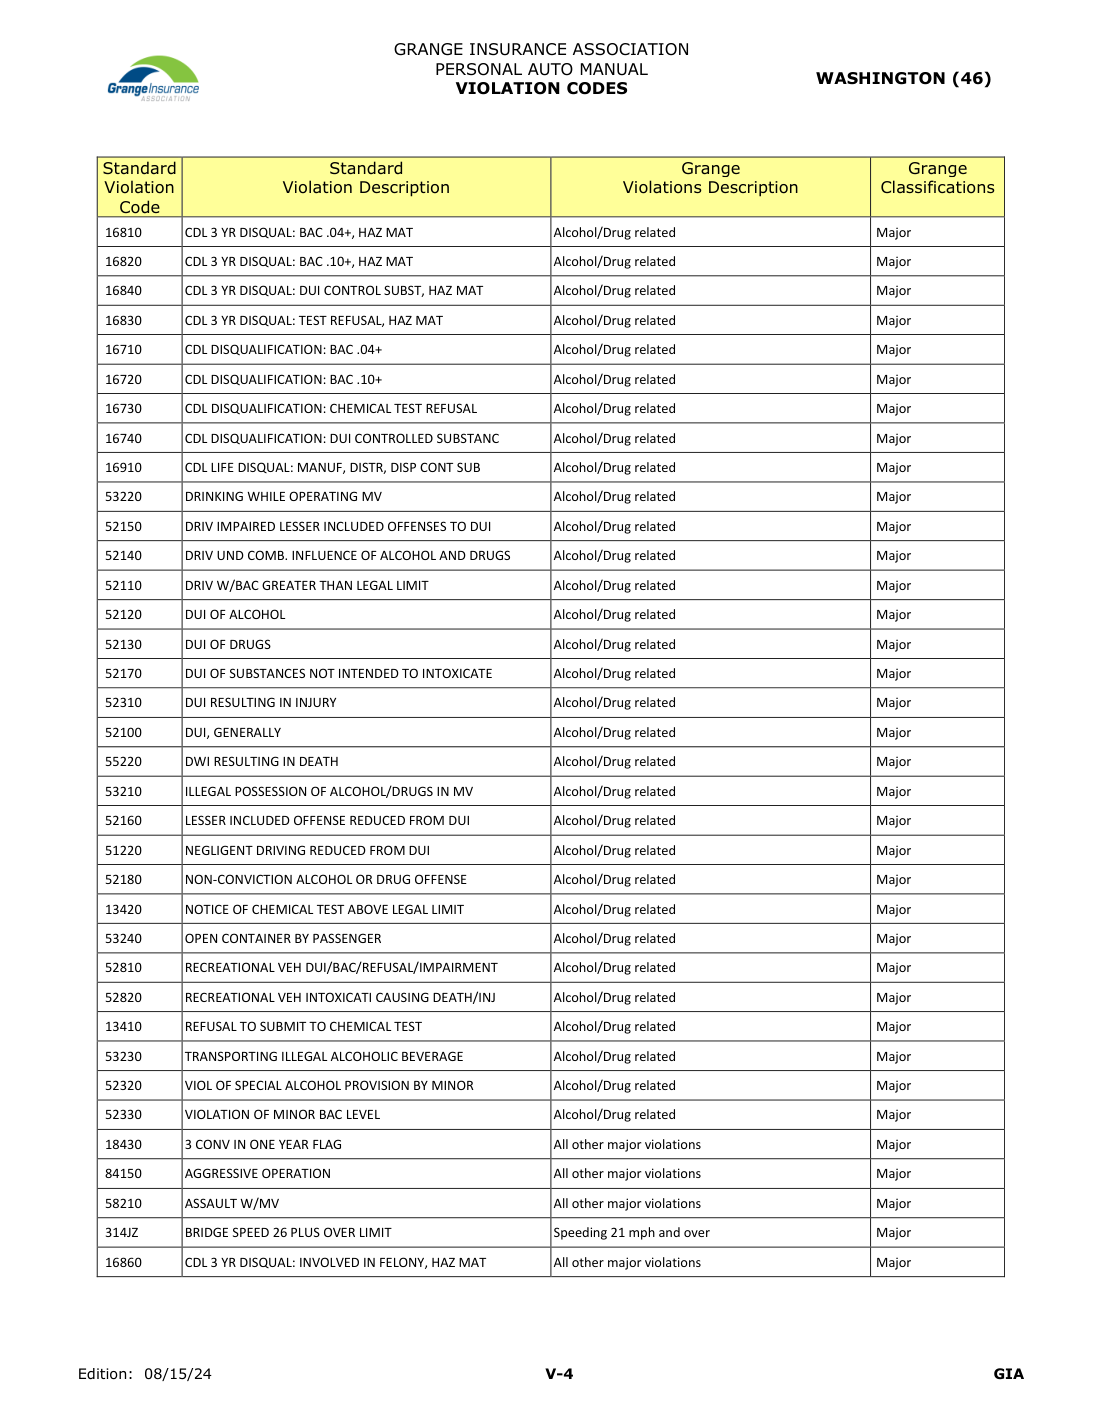 GRANGE INSURANCE ASSOCIATION
PERSONAL AUTO MANUAL
VIOLATION CODES
WASHINGTON (46)
GrangeInsurance
ASSOCIATION
Standard Violation Code Standard Violation Description Grange Violations Description Grange Classifications
16810 CDL 3 YR DISQUAL: BAC .04+, HAZ MAT Alcohol/Drug related Major
16820 CDL 3 YR DISQUAL: BAC .10+, HAZ MAT Alcohol/Drug related Major
16840 CDL 3 YR DISQUAL: DUI CONTROL SUBST, HAZ MAT Alcohol/Drug related Major
16830 CDL 3 YR DISQUAL: TEST REFUSAL, HAZ MAT Alcohol/Drug related Major
16710 CDL DISQUALIFICATION: BAC .04+ Alcohol/Drug related Major
16720 CDL DISQUALIFICATION: BAC .10+ Alcohol/Drug related Major
16730 CDL DISQUALIFICATION: CHEMICAL TEST REFUSAL Alcohol/Drug related Major
16740 CDL DISQUALIFICATION: DUI CONTROLLED SUBSTANC Alcohol/Drug related Major
16910 CDL LIFE DISQUAL: MANUF, DISTR, DISP CONT SUB Alcohol/Drug related Major
53220 DRINKING WHILE OPERATING MV Alcohol/Drug related Major
52150 DRIV IMPAIRED LESSER INCLUDED OFFENSES TO DUI Alcohol/Drug related Major
52140 DRIV UND COMB. INFLUENCE OF ALCOHOL AND DRUGS Alcohol/Drug related Major
52110 DRIV W/BAC GREATER THAN LEGAL LIMIT Alcohol/Drug related Major
52120 DUI OF ALCOHOL Alcohol/Drug related Major
52130 DUI OF DRUGS Alcohol/Drug related Major
52170 DUI OF SUBSTANCES NOT INTENDED TO INTOXICATE Alcohol/Drug related Major
52310 DUI RESULTING IN INJURY Alcohol/Drug related Major
52100 DUI, GENERALLY Alcohol/Drug related Major
55220 DWI RESULTING IN DEATH Alcohol/Drug related Major
53210 ILLEGAL POSSESSION OF ALCOHOL/DRUGS IN MV Alcohol/Drug related Major
52160 LESSER INCLUDED OFFENSE REDUCED FROM DUI Alcohol/Drug related Major
51220 NEGLIGENT DRIVING REDUCED FROM DUI Alcohol/Drug related Major
52180 NON-CONVICTION ALCOHOL OR DRUG OFFENSE Alcohol/Drug related Major
13420 NOTICE OF CHEMICAL TEST ABOVE LEGAL LIMIT Alcohol/Drug related Major
53240 OPEN CONTAINER BY PASSENGER Alcohol/Drug related Major
52810 RECREATIONAL VEH DUI/BAC/REFUSAL/IMPAIRMENT Alcohol/Drug related Major
52820 RECREATIONAL VEH INTOXICATI CAUSING DEATH/INJ Alcohol/Drug related Major
13410 REFUSAL TO SUBMIT TO CHEMICAL TEST Alcohol/Drug related Major
53230 TRANSPORTING ILLEGAL ALCOHOLIC BEVERAGE Alcohol/Drug related Major
52320 VIOL OF SPECIAL ALCOHOL PROVISION BY MINOR Alcohol/Drug related Major
52330 VIOLATION OF MINOR BAC LEVEL Alcohol/Drug related Major
18430 3 CONV IN ONE YEAR FLAG All other major violations Major
84150 AGGRESSIVE OPERATION All other major violations Major
58210 ASSAULT W/MV All other major violations Major
314JZ BRIDGE SPEED 26 PLUS OVER LIMIT Speeding 21 mph and over Major
16860 CDL 3 YR DISQUAL: INVOLVED IN FELONY, HAZ MAT All other major violations Major
Edition: 08/15/24 V-4 GIA